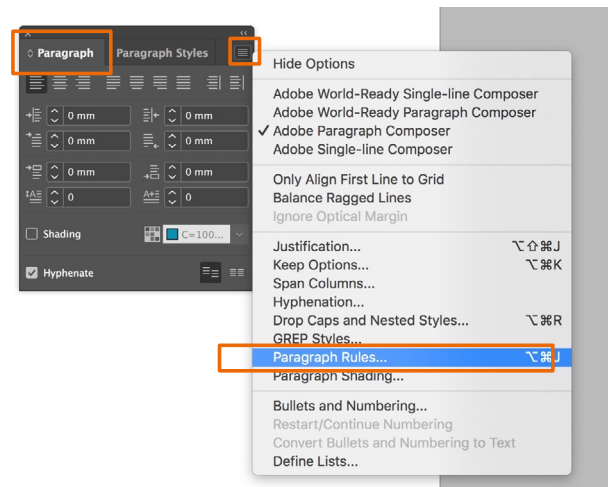 Paragraph
Paragraph Styles
0 mm
0 mm
0 mm
0 mm
0 mm
0 mm
0
0
Shading
C=100...
Hyphenate
Hide Options
Adobe World-Ready Single-line Composer
Adobe World-Ready Paragraph Composer
✓ Adobe Paragraph Composer
Adobe Single-line Composer
Only Align First Line to Grid
Balance Ragged Lines
Ignore Optical Margin
Justification... ⌥⇧⌘J
Keep Options... ⌥⌘K
Span Columns...
Hyphenation...
Drop Caps and Nested Styles... ⌥⌘R
GREP Styles...
Paragraph Rules... ⌥⌘J
Paragraph Shading...
Bullets and Numbering...
Restart/Continue Numbering
Convert Bullets and Numbering to Text
Define Lists...